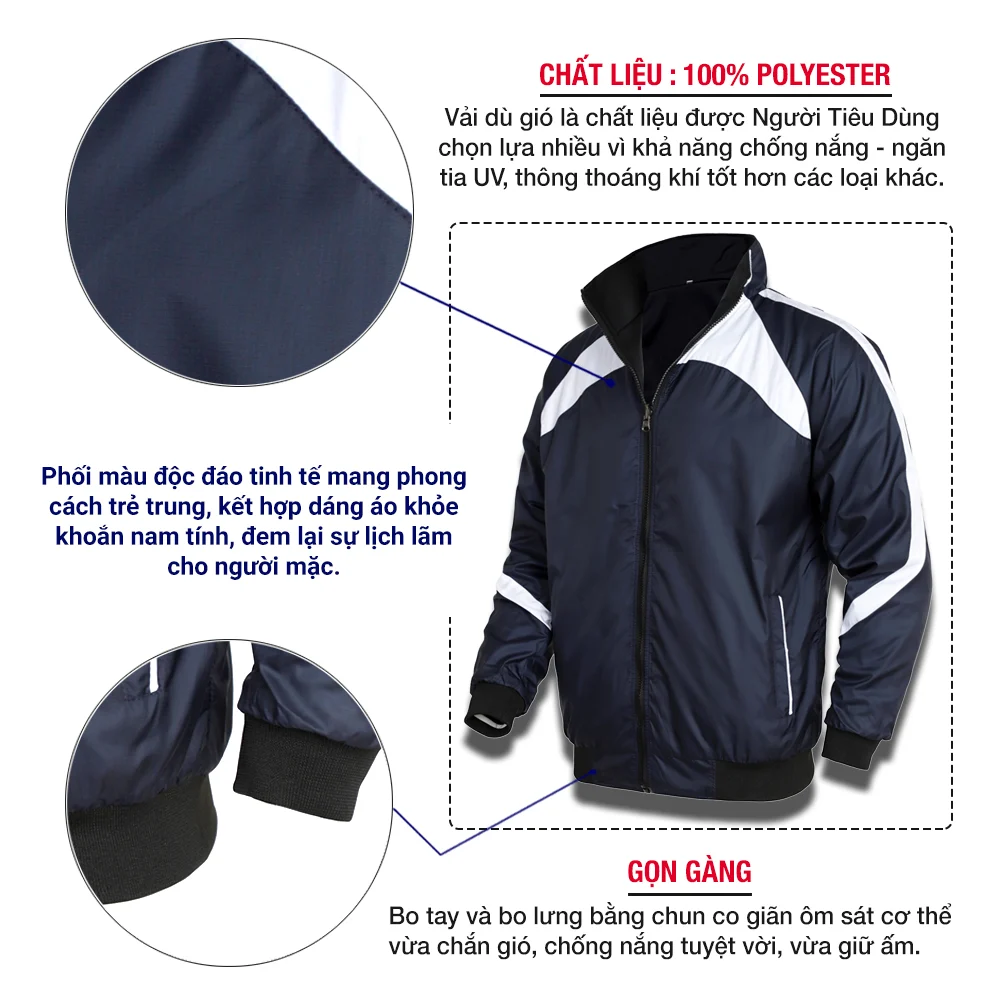 CHẤT LIỆU : 100% POLYESTER
Vải dù gió là chất liệu được Người Tiêu Dùng
chọn lựa nhiều vì khả năng chống nắng - ngăn
tia UV, thông thoáng khí tốt hơn các loại khác.
Phối màu độc đáo tinh tế mang phong
cách trẻ trung, kết hợp dáng áo khỏe
khoắn nam tính, đem lại sự lịch lãm
cho người mặc.
GỌN GÀNG
Bo tay và bo lưng bằng chun co giãn ôm sát cơ thể
vừa chắn gió, chống nắng tuyệt vời, vừa giữ ấm.